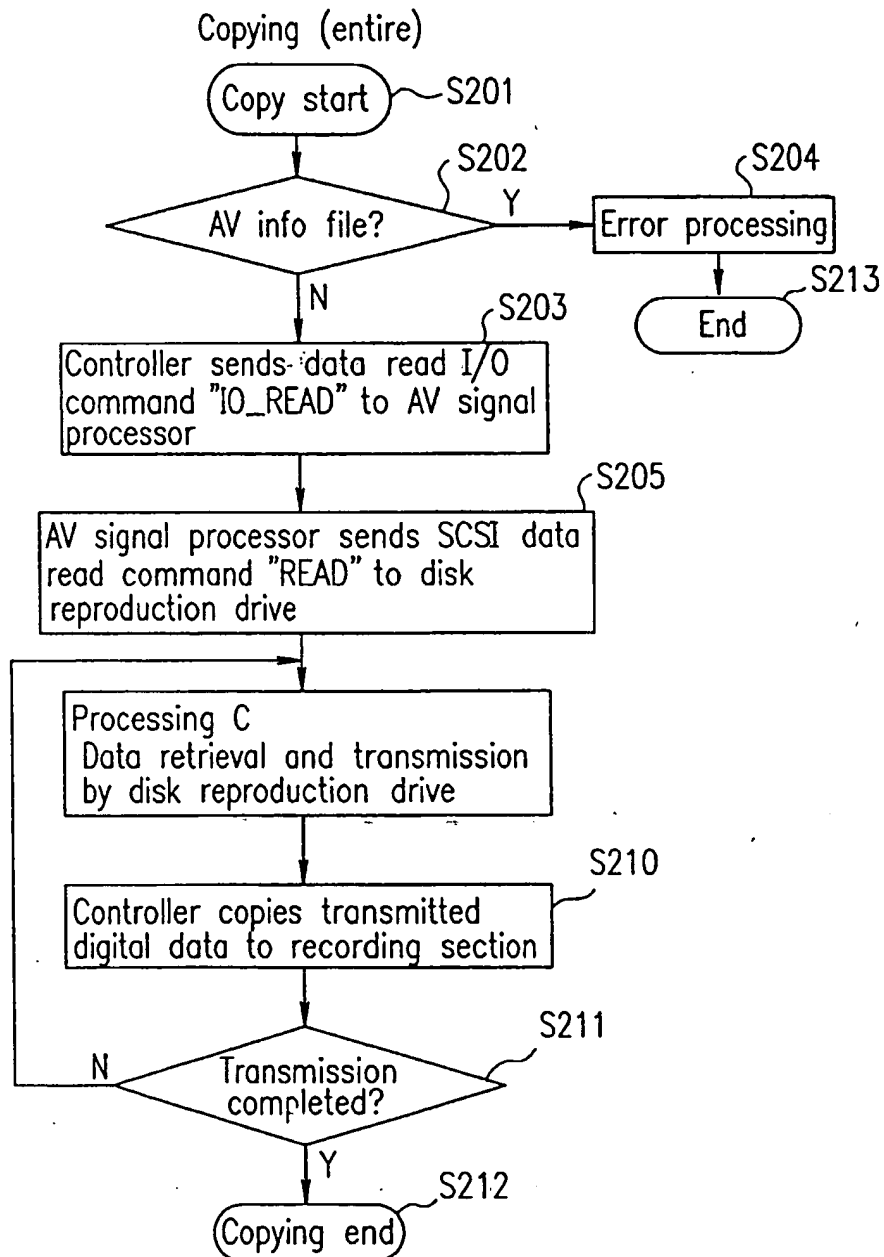 Copying (entire)
Copy start
S201
S202
AV info file?
Y
N
S204
Error processing
S213
End
S203
Controller sends data read I/O
command "IO_READ" to AV signal
processor
S205
AV signal processor sends SCSI data
read command "READ" to disk
reproduction drive
Processing C
Data retrieval and transmission
by disk reproduction drive
S210
Controller copies transmitted
digital data to recording section
S211
N
Transmission
completed?
Y
S212
Copying end